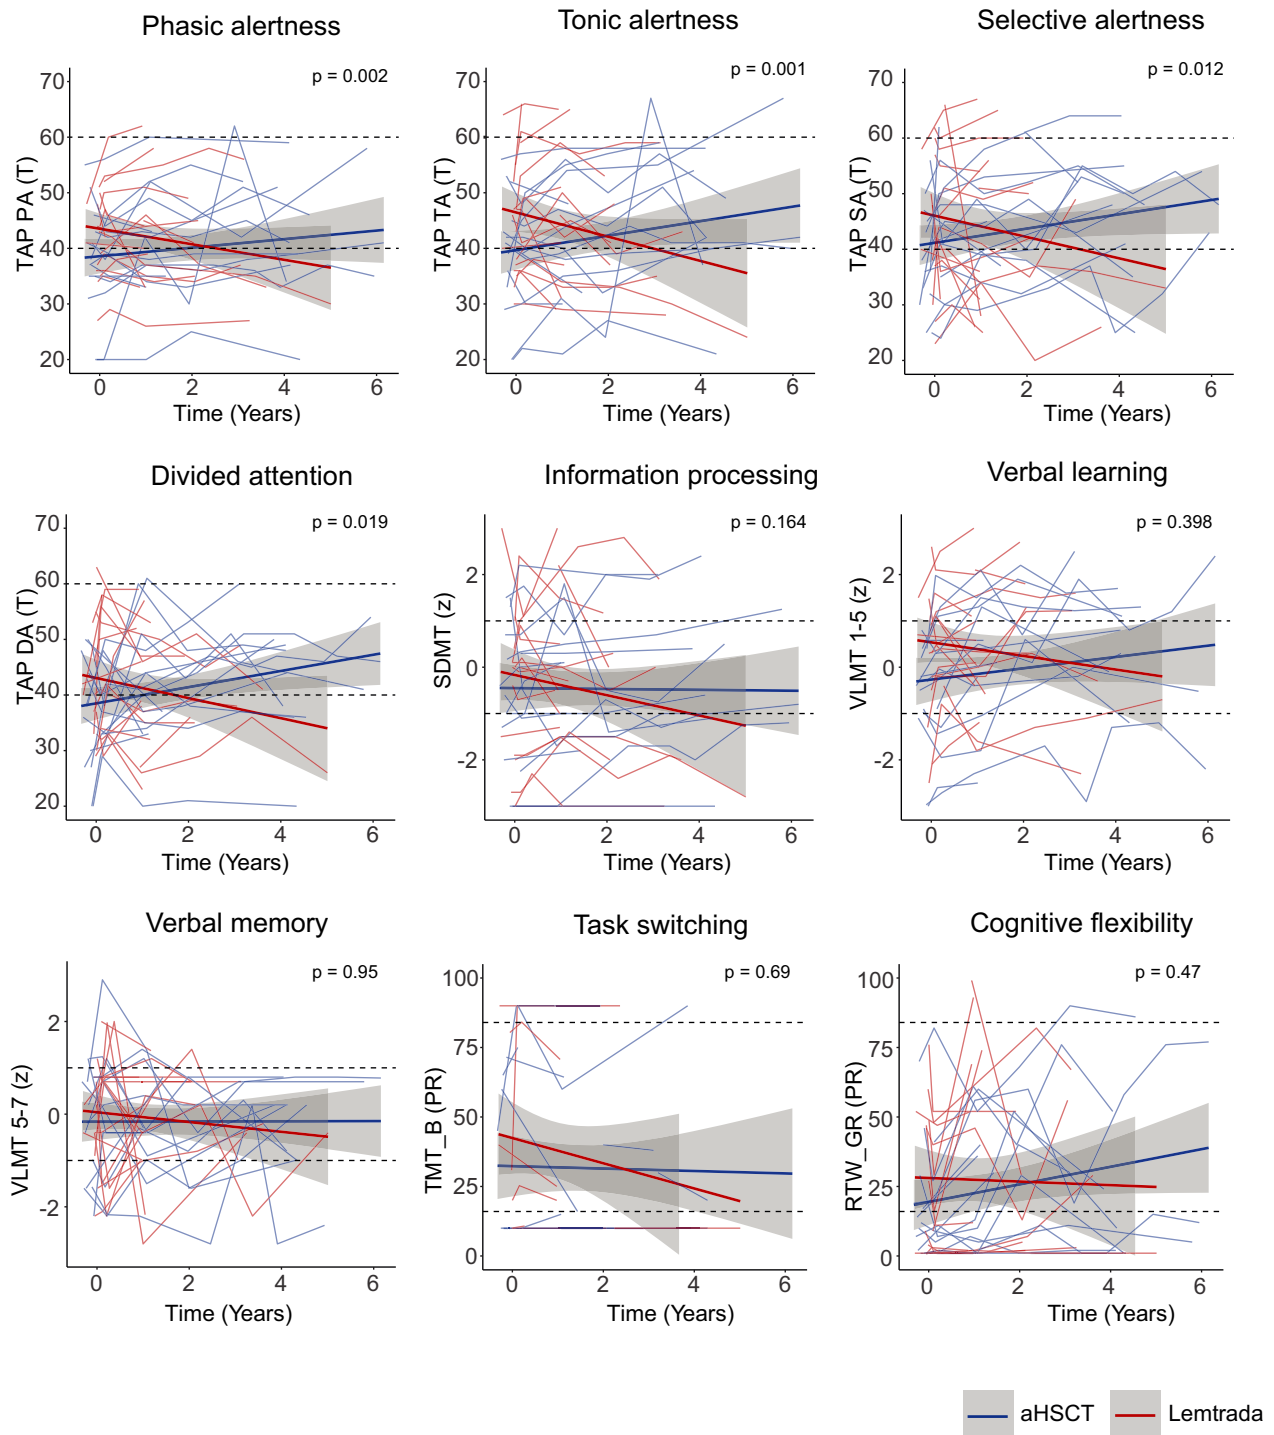 Phasic alertness
Tonic alertness
Selective alertness
p = 0.002
p = 0.001
p = 0.012
70
60
50
40
30
20
TAP PA (T)
0 2 4 6
Time (Years)
70
60
50
40
30
20
TAP TA (T)
0 2 4 6
Time (Years)
70
60
50
40
30
20
TAP SA (T)
0 2 4 6
Time (Years)
Divided attention
Information processing
Verbal learning
p = 0.019
p = 0.164
p = 0.398
70
60
50
40
30
20
TAP DA (T)
0 2 4 6
Time (Years)
2
0
-2
SDMT (z)
0 2 4 6
Time (Years)
2
0
-2
VLMT 1-5 (z)
0 2 4 6
Time (Years)
Verbal memory
Task switching
Cognitive flexibility
p = 0.95
p = 0.69
p = 0.47
2
0
-2
VLMT 5-7 (z)
0 2 4 6
Time (Years)
100
75
50
25
0
TMT_B (PR)
0 2 4 6
Time (Years)
100
75
50
25
0
RTW_GR (PR)
0 2 4 6
Time (Years)
aHSCT
Lemtrada